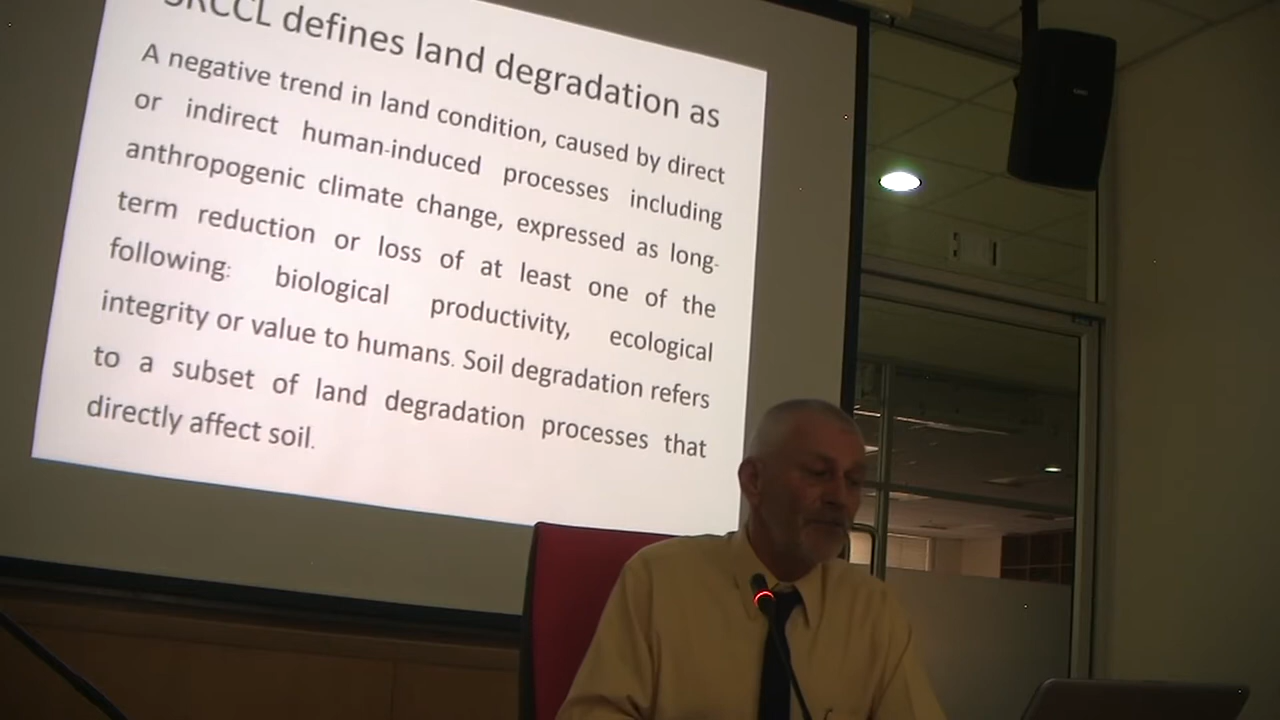 SRCCL defines land degradation as
A negative trend in land condition, caused by direct
or indirect human-induced processes including
anthropogenic climate change, expressed as long-
term reduction or loss of at least one of the
following: biological productivity, ecological
integrity or value to humans. Soil degradation refers
to a subset of land degradation processes that
directly affect soil.